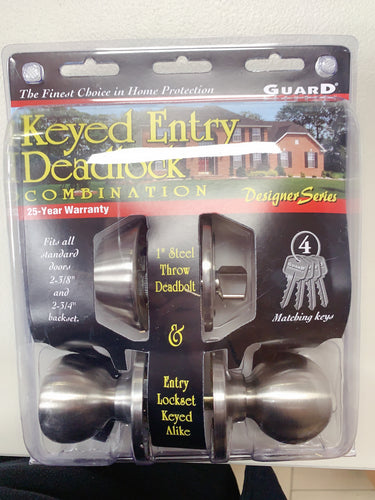 The Finest Choice in Home Protection
GUARD
Keyed Entry
Deadlock
COMBINATION
Designer Series
25-Year Warranty
Fits all
standard
doors
2-3/8"
and
2-3/4"
backset.
1" Steel
Throw
Deadbolt
4
Matching keys
&
Entry
Lockset
Keyed
Alike